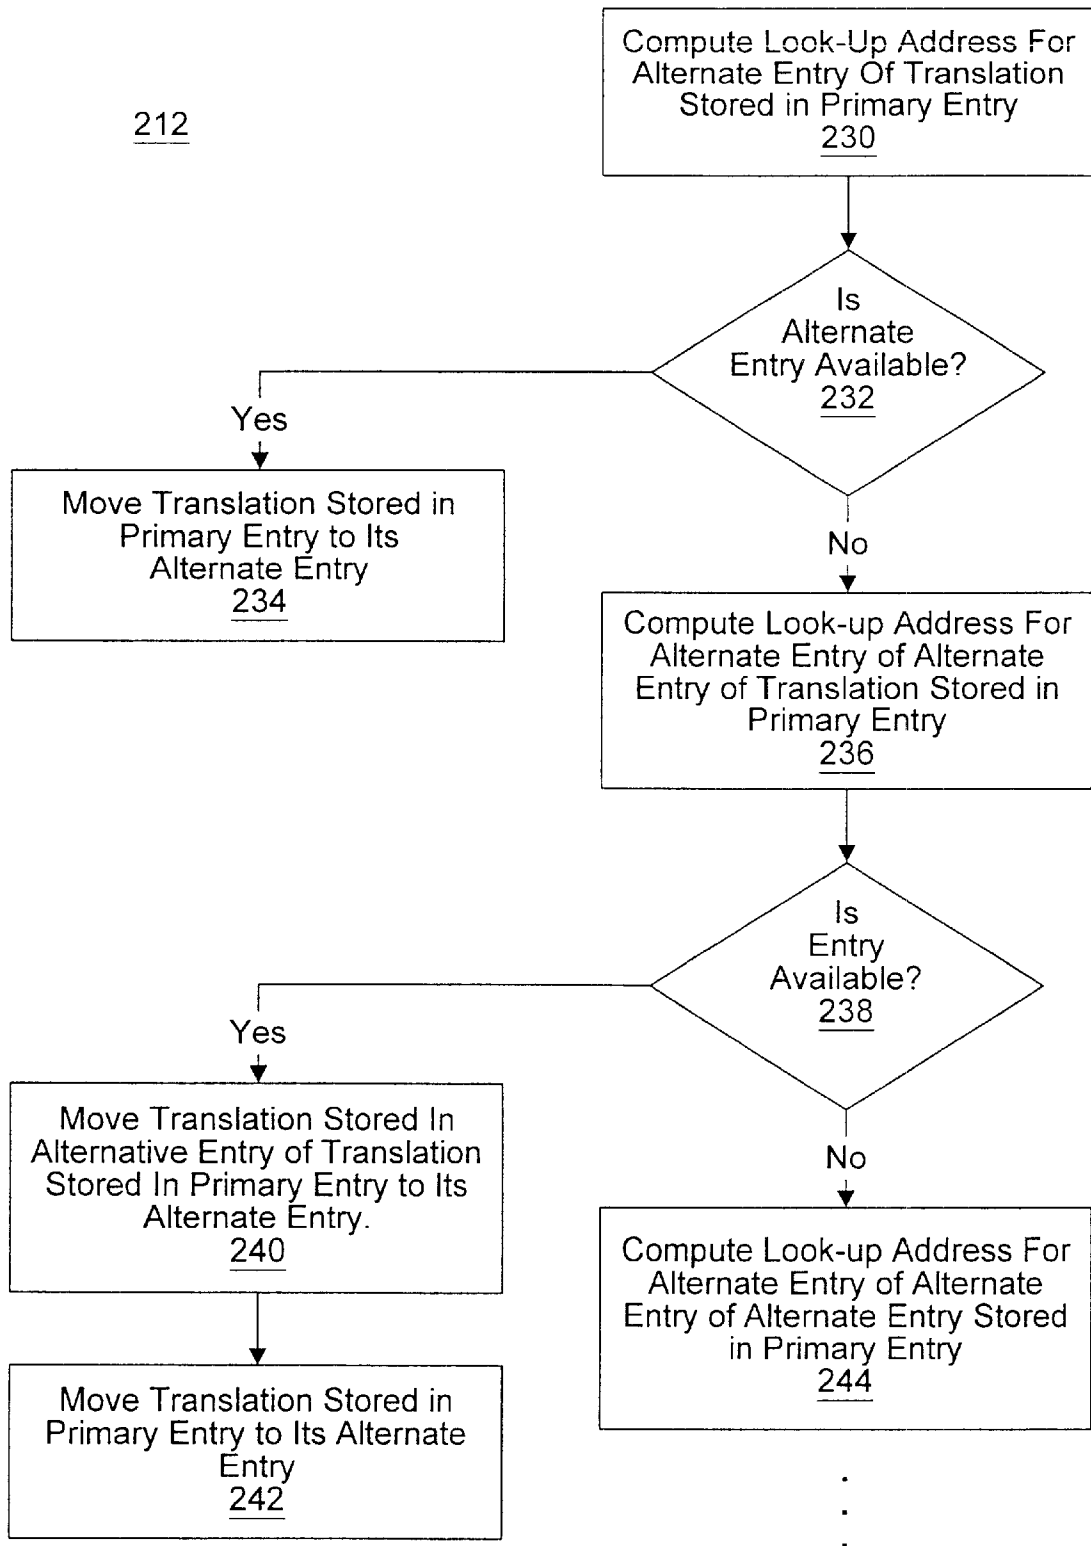 212
Compute Look-Up Address For
Alternate Entry Of Translation
Stored in Primary Entry
230
Is
Alternate
Entry Available?
232
Yes
Move Translation Stored in
Primary Entry to Its
Alternate Entry
234
No
Compute Look-up Address For
Alternate Entry of Alternate
Entry of Translation Stored in
Primary Entry
236
Is
Entry
Available?
238
Yes
Move Translation Stored In
Alternative Entry of Translation
Stored In Primary Entry to Its
Alternate Entry.
240
Move Translation Stored in
Primary Entry to Its Alternate
Entry
242
No
Compute Look-up Address For
Alternate Entry of Alternate
Entry of Alternate Entry Stored
in Primary Entry
244
.
.
.